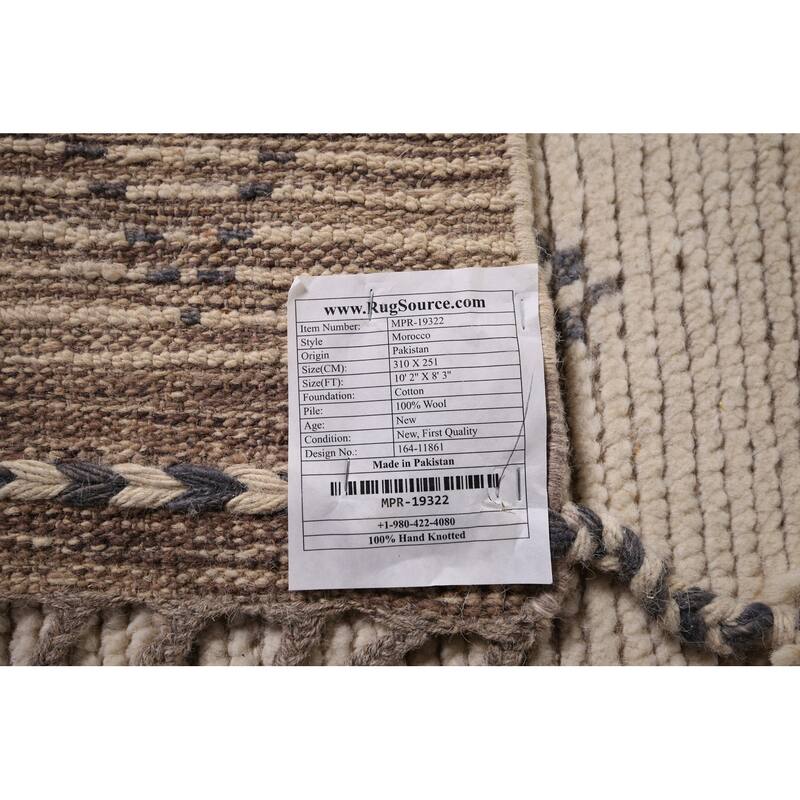 www.RugSource.com
Item Number: MPR-19322
Style Morocco
Origin Pakistan
Size(CM): 310 X 251
Size(FT): 10' 2" X 8' 3"
Foundation: Cotton
Pile: 100% Wool
Age: New
Condition: New, First Quality
Design No.: 164-11861
Made in Pakistan
MPR-19322
+1-980-422-4080
100% Hand Knotted